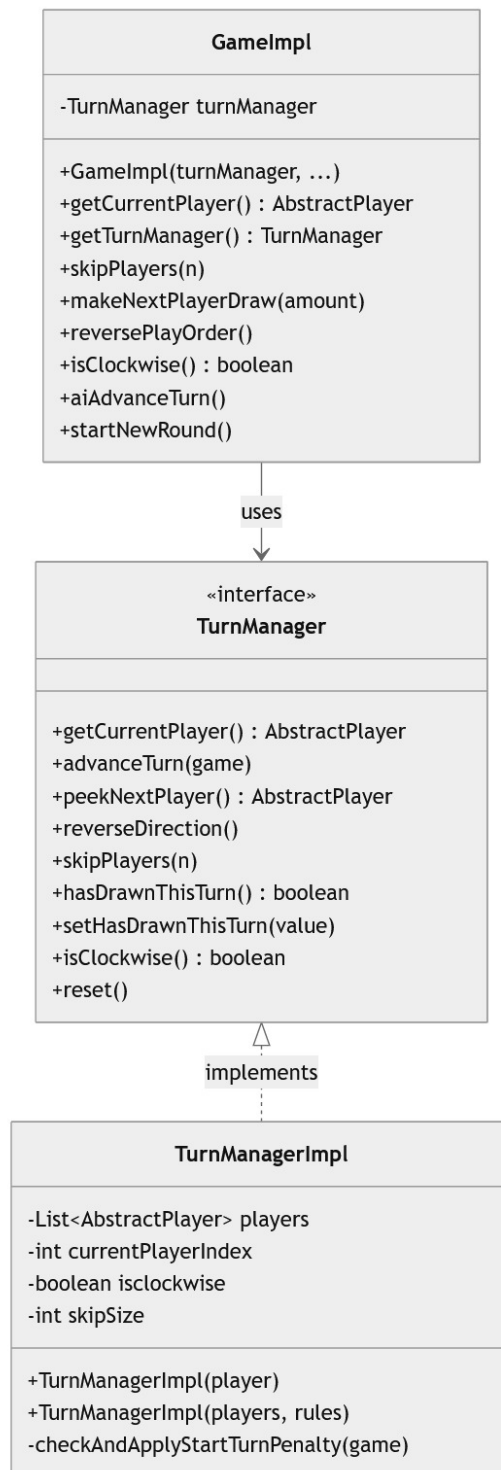 GameImpl
-TurnManager turnManager
+GameImpl(turnManager, ...)
+getCurrentPlayer() : AbstractPlayer
+getTurnManager() : TurnManager
+skipPlayers(n)
+makeNextPlayerDraw(amount)
+reversePlayOrder()
+isClockwise() : boolean
+aiAdvanceTurn()
+startNewRound()
uses
«interface»
TurnManager
+getCurrentPlayer() : AbstractPlayer
+advanceTurn(game)
+peekNextPlayer() : AbstractPlayer
+reverseDirection()
+skipPlayers(n)
+hasDrawnThisTurn() : boolean
+setHasDrawnThisTurn(value)
+isClockwise() : boolean
+reset()
implements
TurnManagerImpl
-List<AbstractPlayer> players
-int currentPlayerIndex
-boolean isclockwise
-int skipSize
+TurnManagerImpl(player)
+TurnManagerImpl(players, rules)
-checkAndApplyStartTurnPenalty(game)